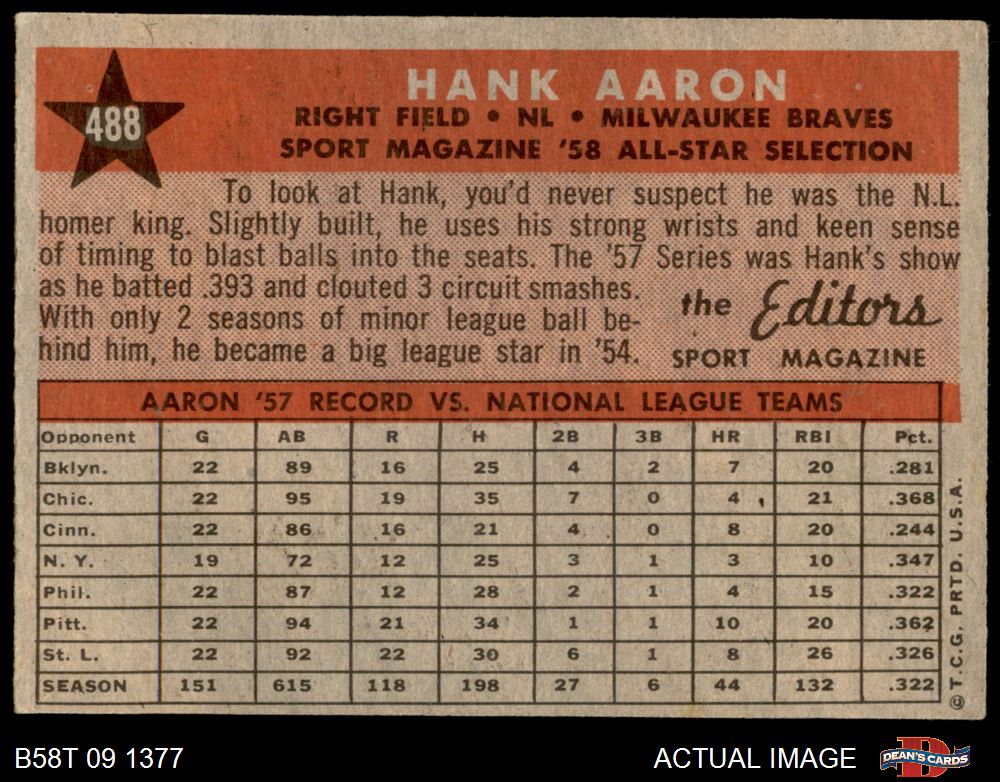 488
HANK AARON
RIGHT FIELD • NL • MILWAUKEE BRAVES
SPORT MAGAZINE '58 ALL-STAR SELECTION
To look at Hank, you'd never suspect he was the N.L.
homer king. Slightly built, he uses his strong wrists and keen sense
of timing to blast balls into the seats. The '57 Series was Hank's show
as he batted .393 and clouted 3 circuit smashes.
With only 2 seasons of minor league ball be-
hind him, he became a big league star in '54.
the Editors
SPORT MAGAZINE
AARON '57 RECORD VS. NATIONAL LEAGUE TEAMS
Opponent G AB R H 2B 3B HR RBI Pct.
Bklyn. 22 89 16 25 4 2 7 20 .281
Chic. 22 95 19 35 7 0 4 21 .368
Cinn. 22 86 16 21 4 0 8 20 .244
N. Y. 19 72 12 25 3 1 3 10 .347
Phil. 22 87 12 28 2 1 4 15 .322
Pitt. 22 94 21 34 1 1 10 20 .362
St. L. 22 92 22 30 6 1 8 26 .326
SEASON 151 615 118 198 27 6 44 132 .322
© T.C.G. PRTD. U.S.A.
B58T 09 1377
ACTUAL IMAGE
DEAN'S CARDS